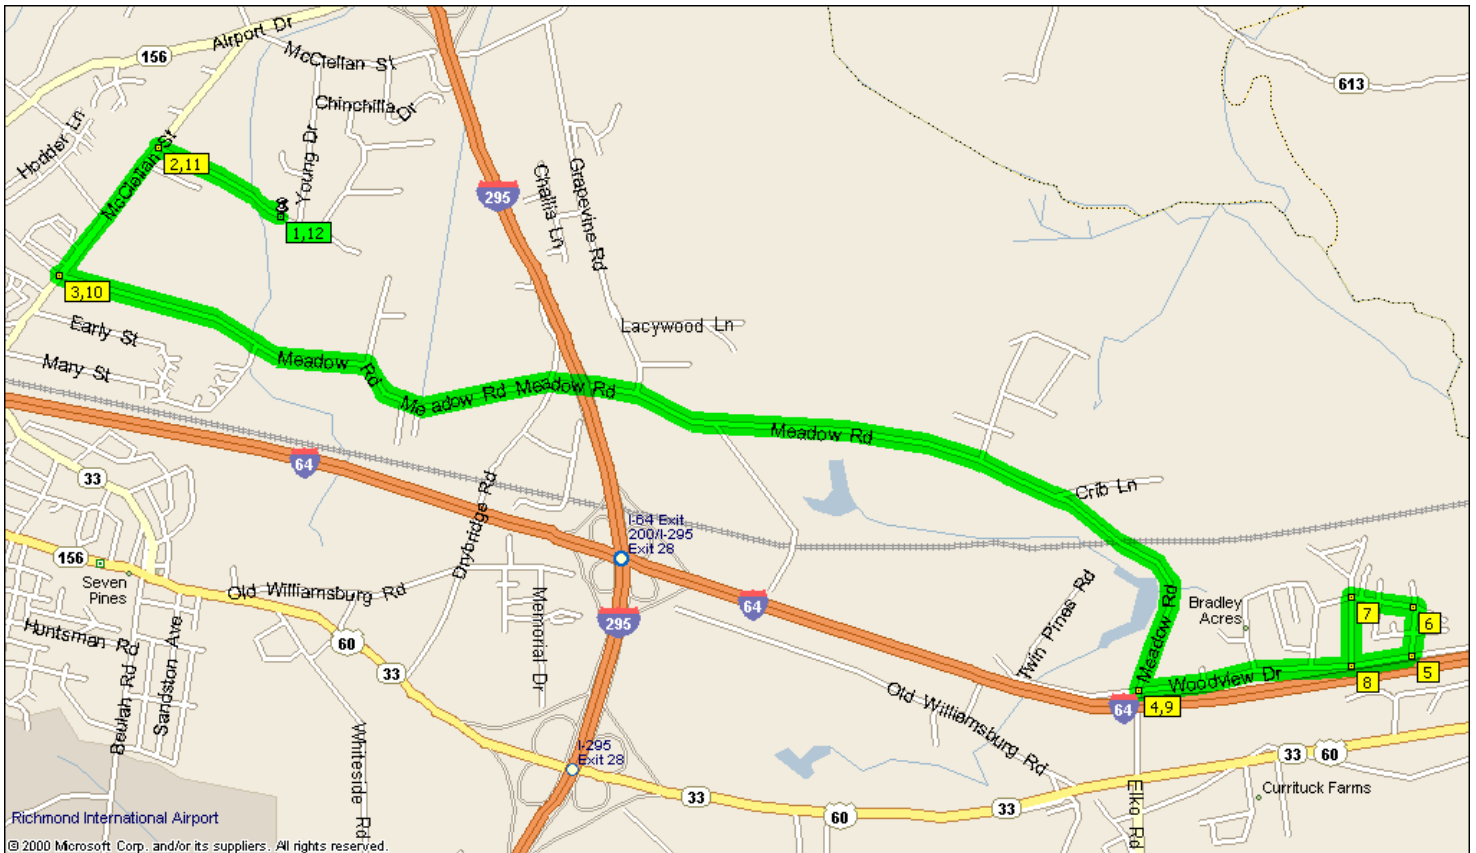 Airport Dr
156
McClellan St
613
Chinchilla Dr
Hodder Ln
McClellan St
2,11
Young Dr
1,12
3,10
295
Challis Ln
Grapevine Rd
Early St
Mary St
Lacywood Ln
Meadow Rd
Meadow Rd
Meadow Rd
Meadow Rd
64
33
Crib Ln
Drybridge Rd
I-64 Exit
200/I-295
Exit 28
156
Seven
Pines
Old Williamsburg Rd
64
Memorial Dr
295
Twin Pines Rd
Meadow Rd
Bradley
Acres
7
6
5
8
Woodview Dr
4,9
64
Huntsman Rd
Beulah Rd
Sandston Ave
60
33
Whiteside Rd
Old Williamsburg Rd
I-295
Exit 28
33
60
33
33
60
Elko Rd
Currituck Farms
Richmond International Airport
© 2000 Microsoft Corp. and/or its suppliers. All rights reserved.